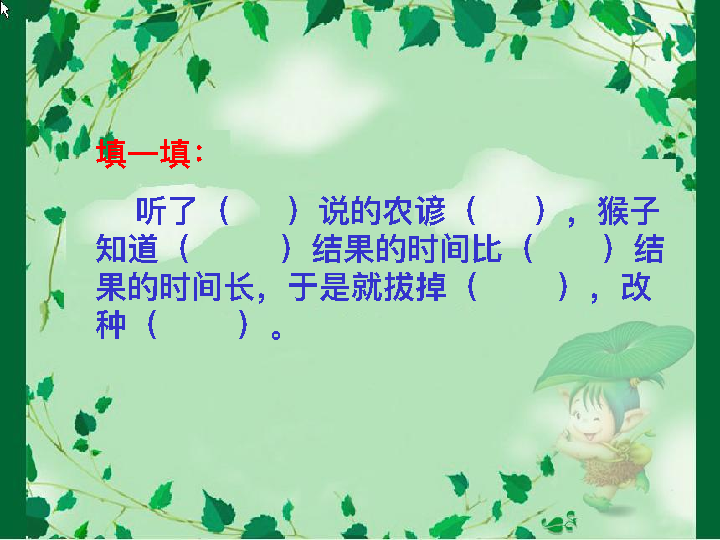 填一填：
听了（　　）说的农谚（　　），猴子
知道（　　　）结果的时间比（　　）结
果的时间长，于是就拔掉（　　　），改
种（　　　）。